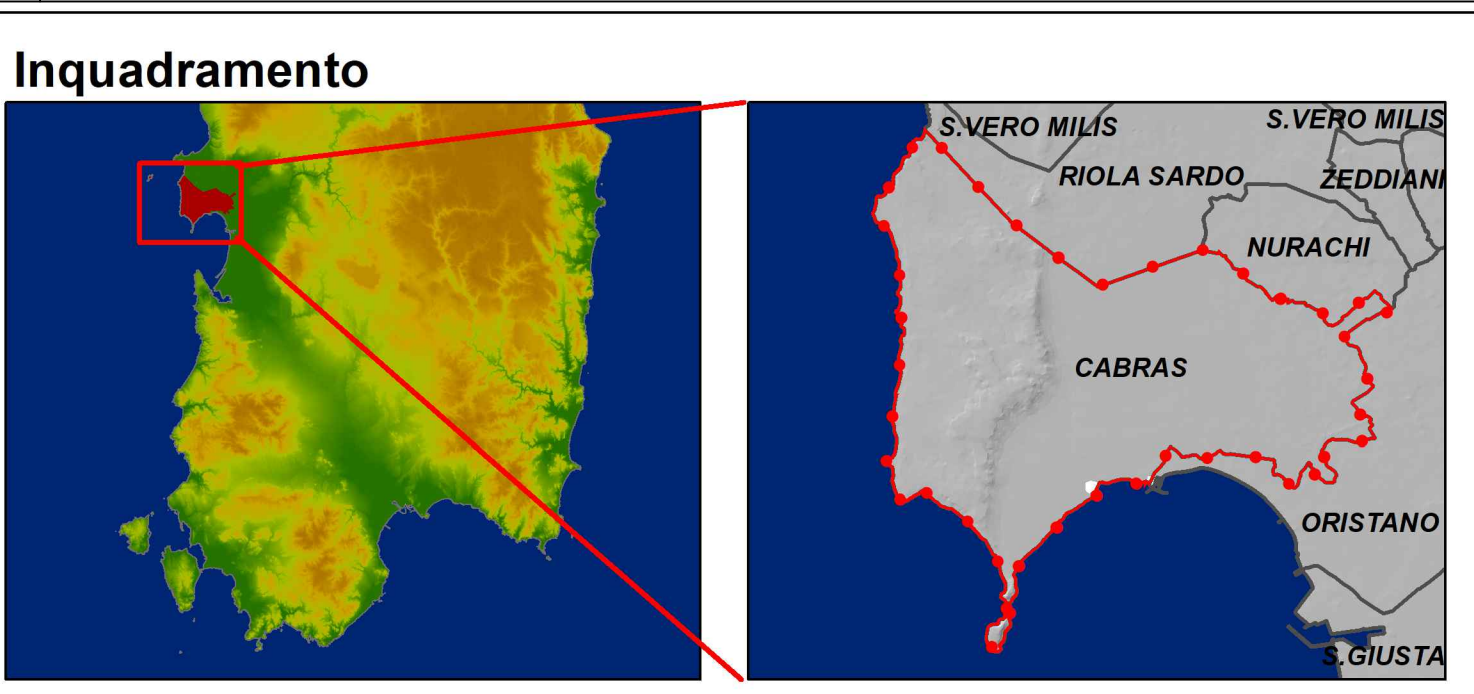 Inquadramento
S.VERO MILIS
S.VERO MILIS
RIOLA SARDO
ZEDDIANI
NURACHI
CABRAS
ORISTANO
S.GIUSTA